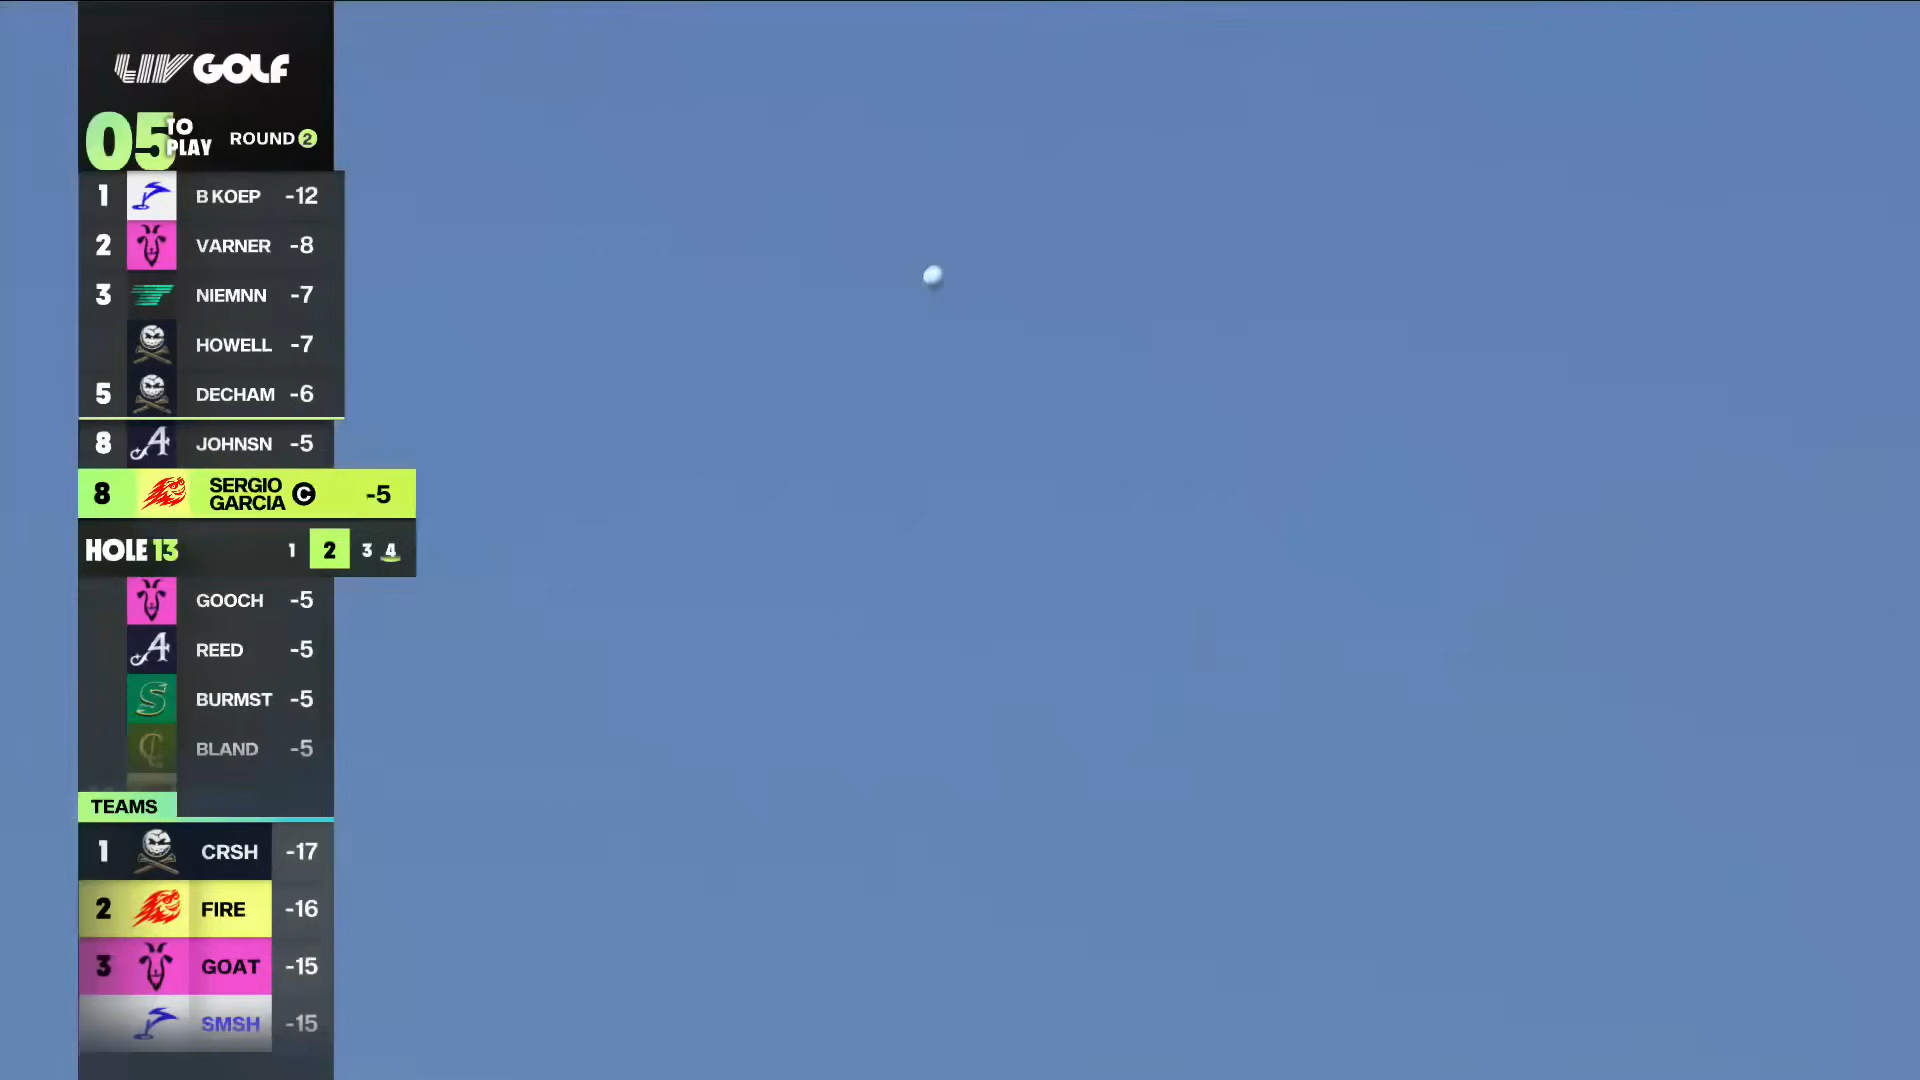 LIV GOLF
05 TO PLAY ROUND 2
1 B KOEP -12
2 VARNER -8
3 NIEMNN -7
HOWELL -7
5 DECHAM -6
8 JOHNSN -5
8 SERGIO GARCIA C -5
HOLE 13 1 2 3 4
GOOCH -5
REED -5
BURMST -5
BLAND -5
TEAMS
1 CRSH -17
2 FIRE -16
3 GOAT -15
SMSH -15